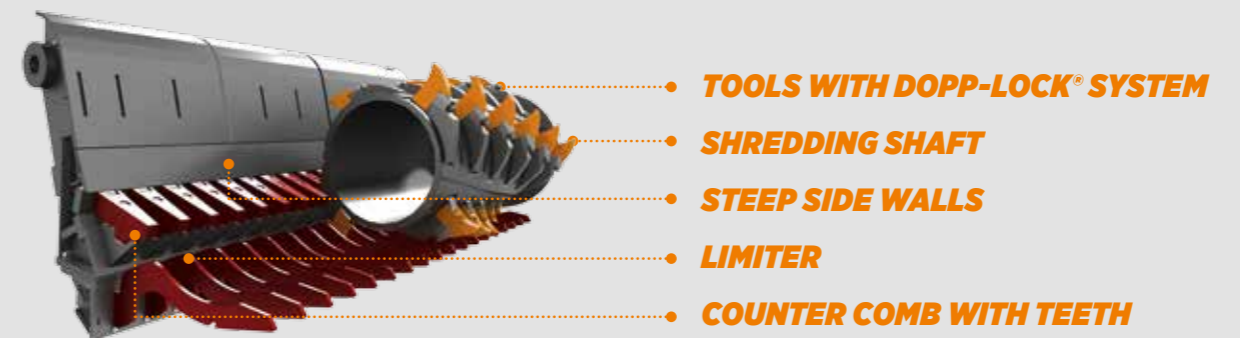 TOOLS WITH DOPP-LOCK® SYSTEM
SHREDDING SHAFT
STEEP SIDE WALLS
LIMITER
COUNTER COMB WITH TEETH